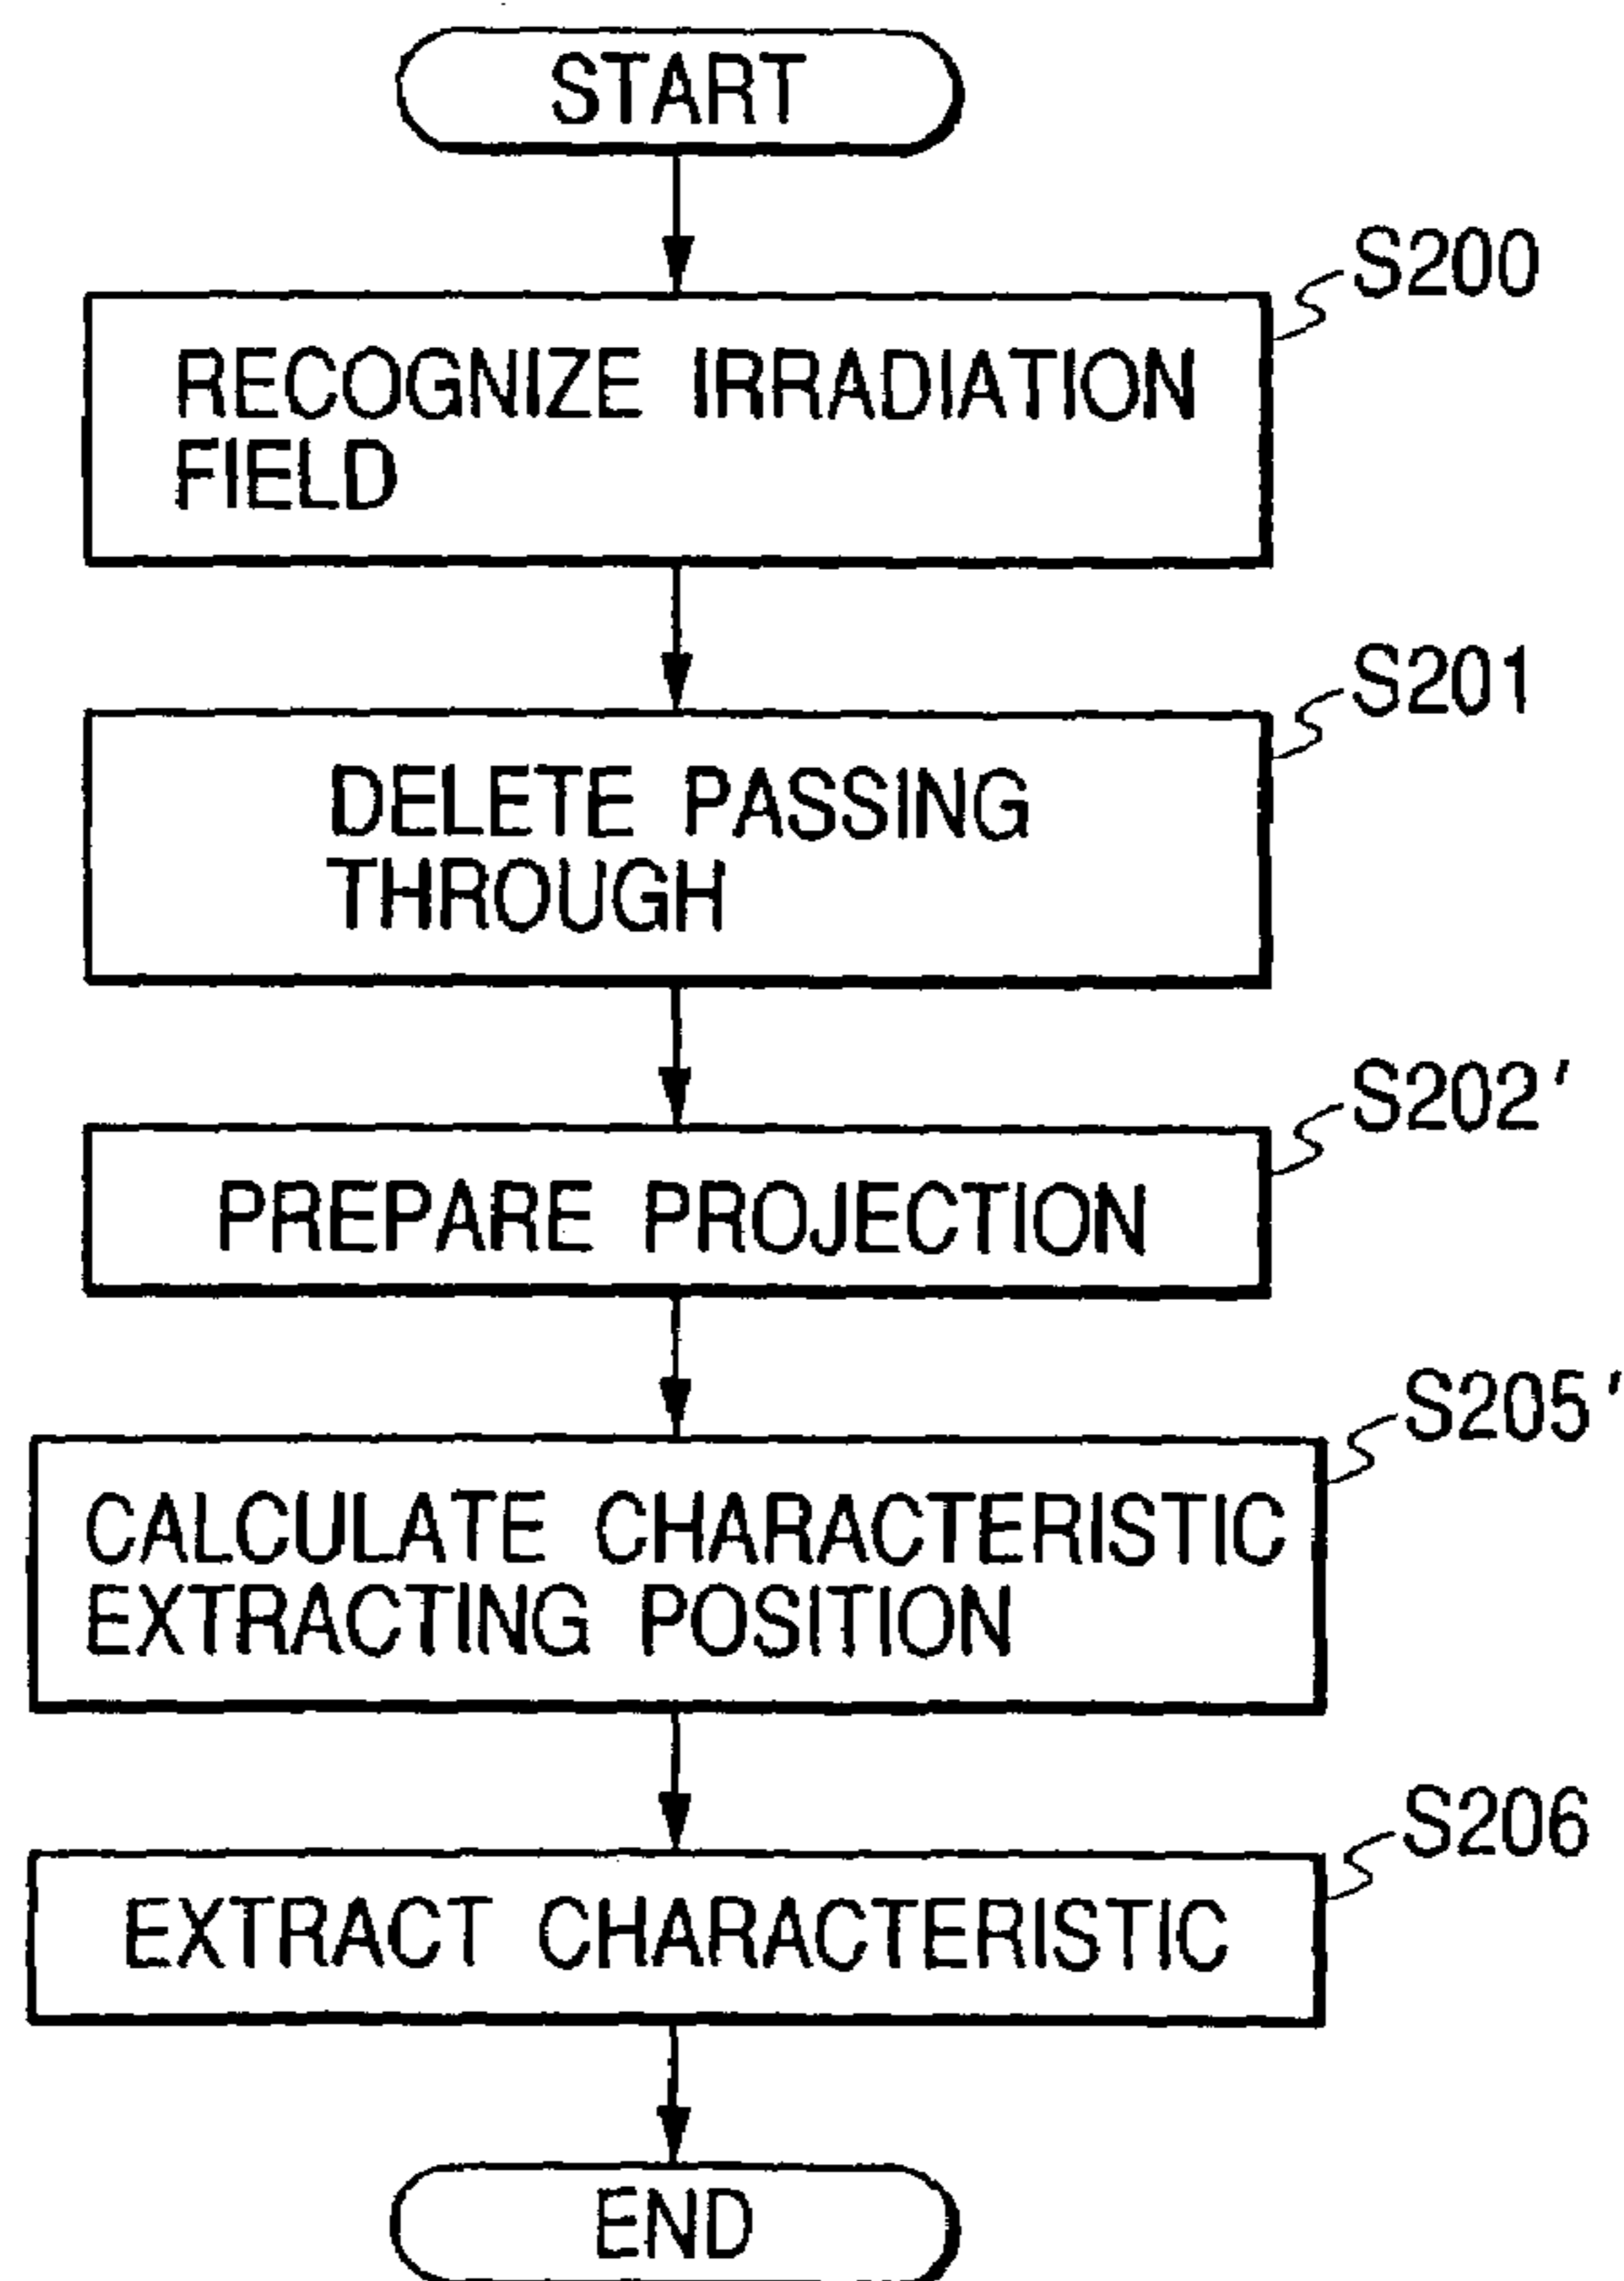 START
S200
RECOGNIZE IRRADIATION
FIELD
S201
DELETE PASSING
THROUGH
S202'
PREPARE PROJECTION
S205'
CALCULATE CHARACTERISTIC
EXTRACTING POSITION
S206
EXTRACT CHARACTERISTIC
END